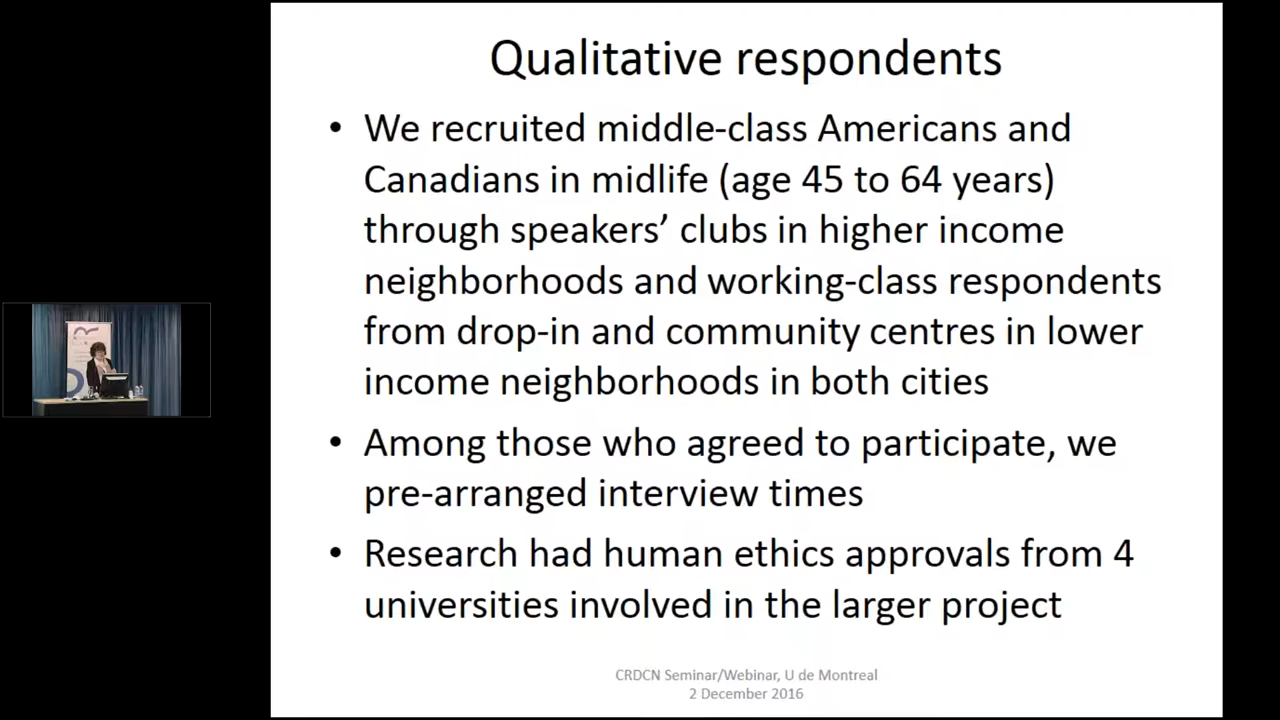 Qualitative respondents
• We recruited middle-class Americans and
Canadians in midlife (age 45 to 64 years)
through speakers’ clubs in higher income
neighborhoods and working-class respondents
from drop-in and community centres in lower
income neighborhoods in both cities
• Among those who agreed to participate, we
pre-arranged interview times
• Research had human ethics approvals from 4
universities involved in the larger project
CRDCN Seminar/Webinar, U de Montreal
2 December 2016